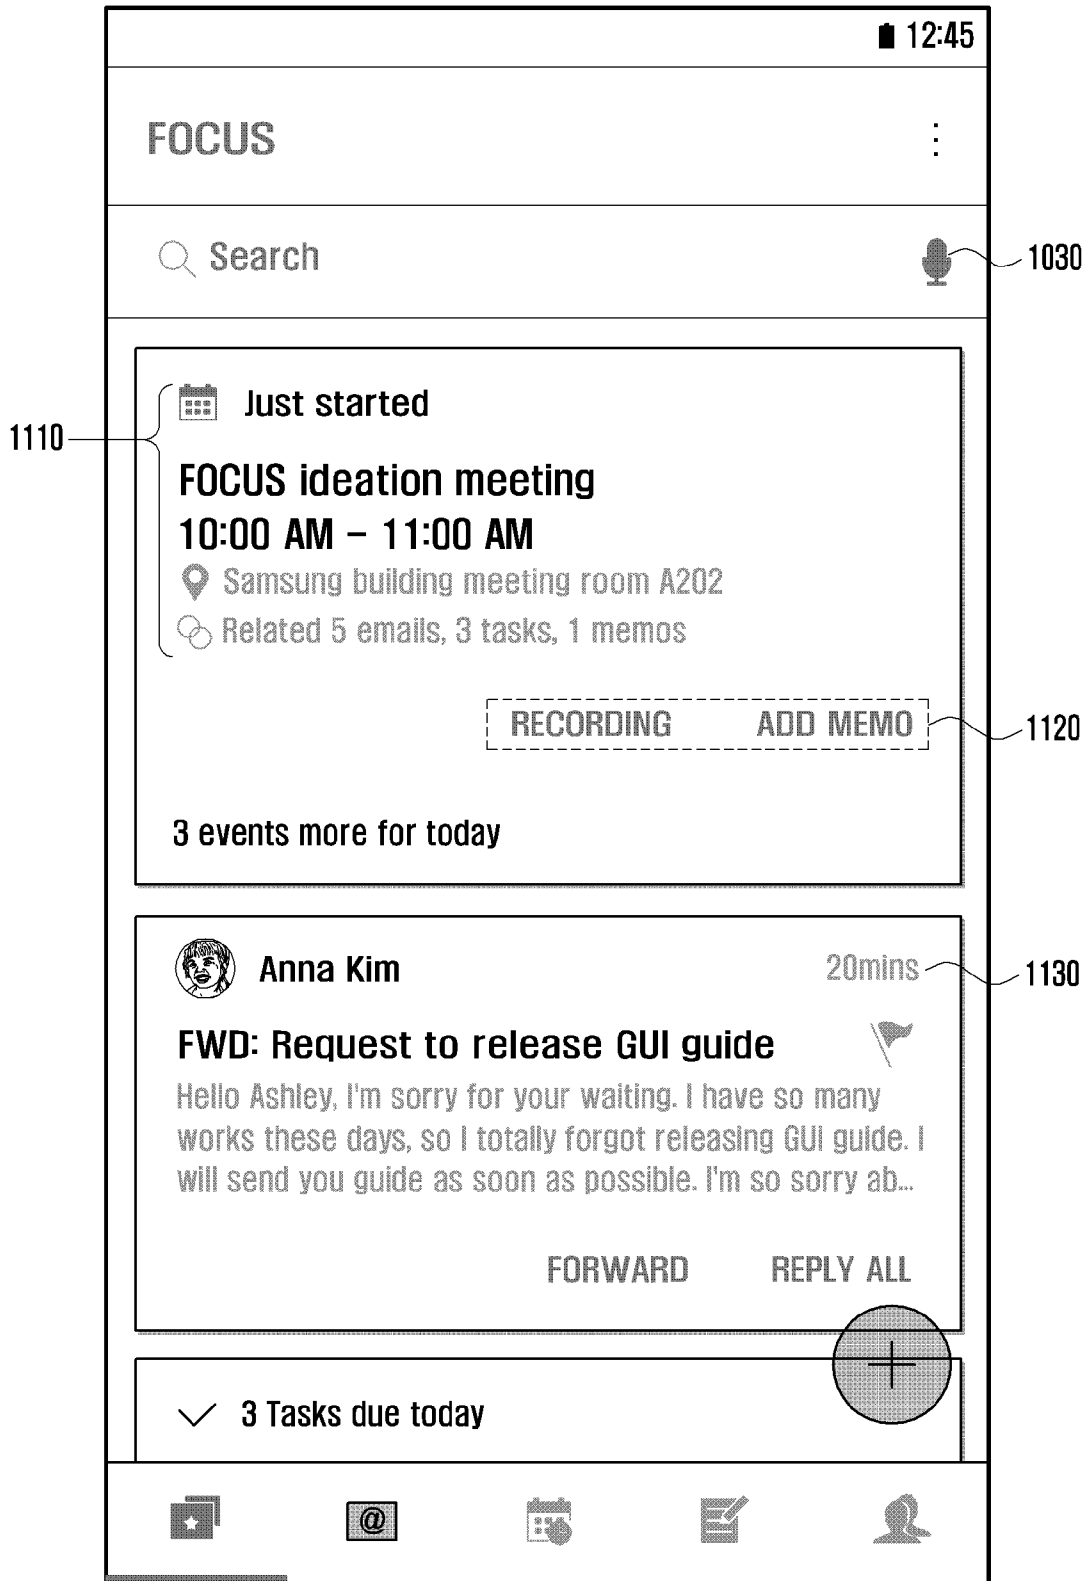 12:45
FOCUS
Search
1030
1110
Just started
FOCUS ideation meeting
10:00 AM – 11:00 AM
Samsung building meeting room A202
Related 5 emails, 3 tasks, 1 memos
RECORDING ADD MEMO
1120
3 events more for today
Anna Kim 20mins
1130
FWD: Request to release GUI guide
Hello Ashley, I'm sorry for your waiting. I have so many
works these days, so I totally forgot releasing GUI guide. I
will send you guide as soon as possible. I'm so sorry ab...
FORWARD REPLY ALL
3 Tasks due today
@